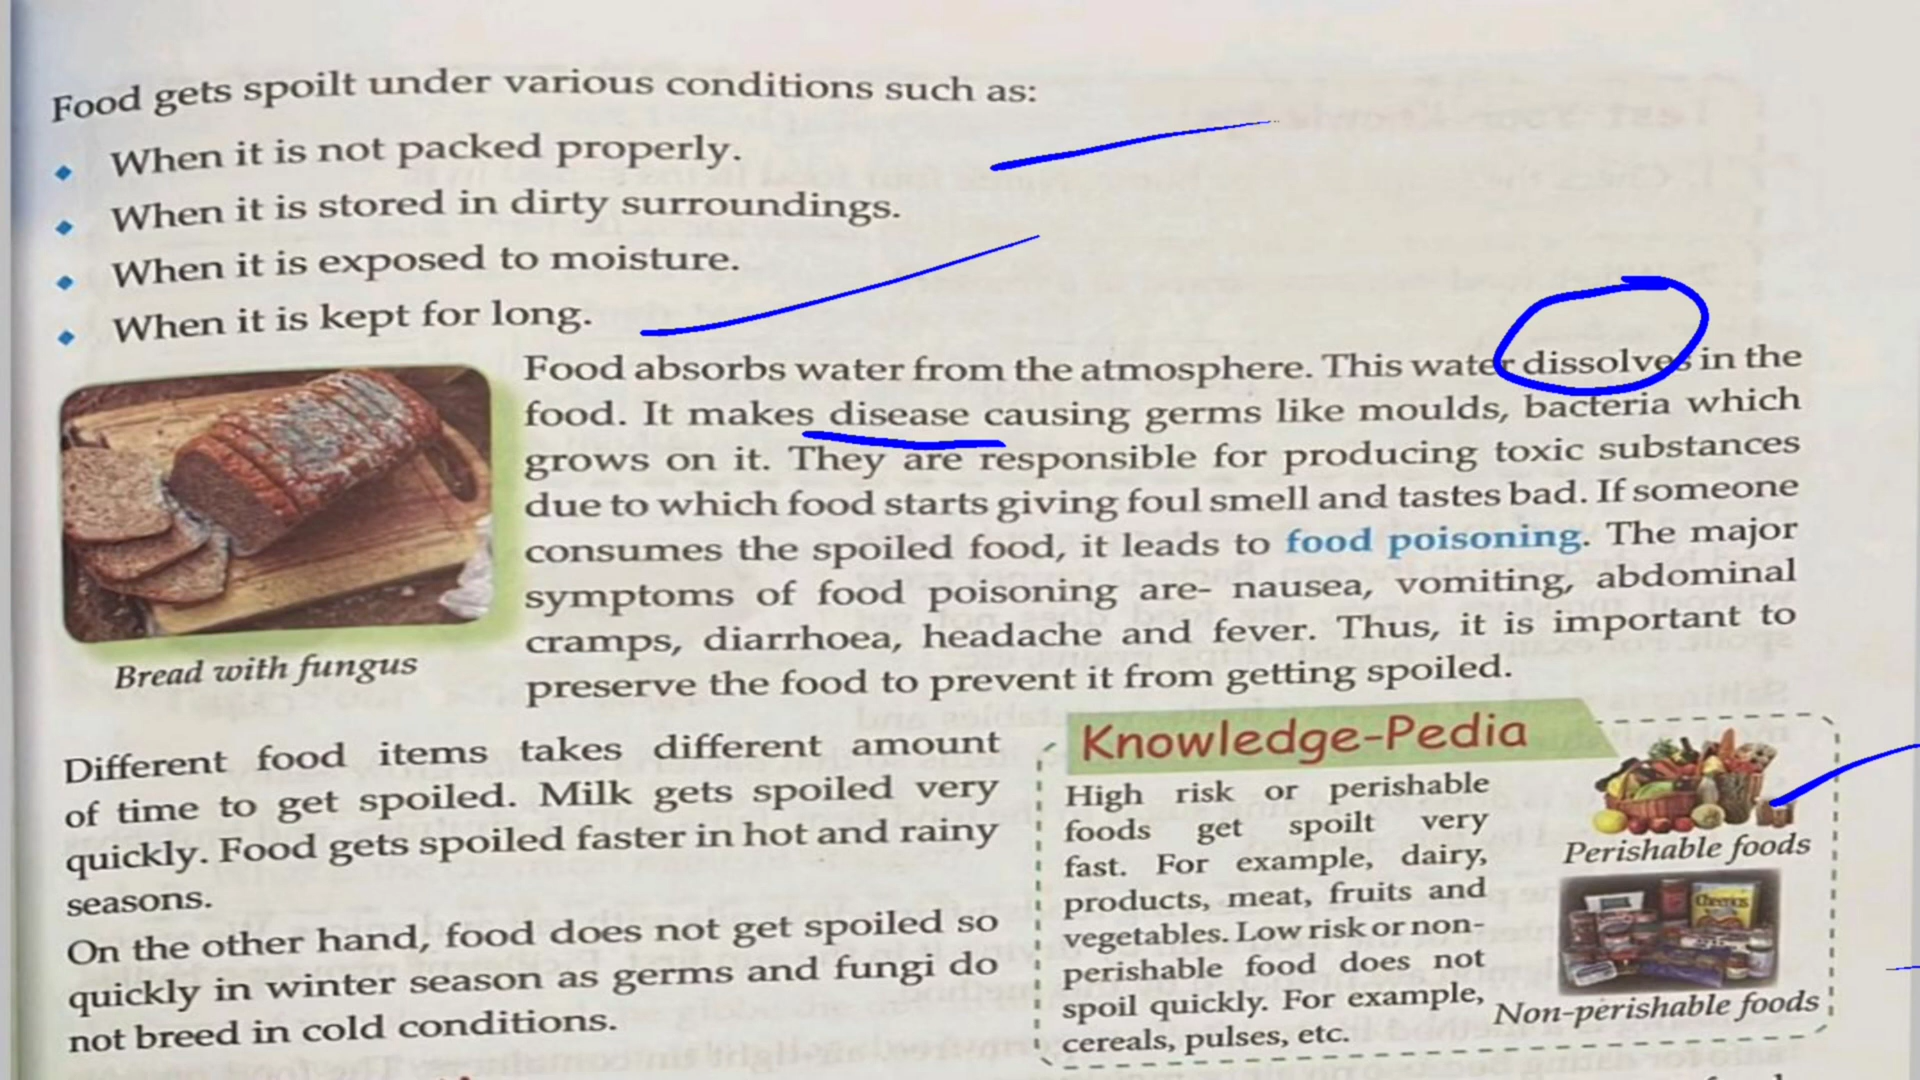 Food gets spoilt under various conditions such as:
When it is not packed properly.
When it is stored in dirty surroundings.
When it is exposed to moisture.
When it is kept for long.
Food absorbs water from the atmosphere. This water dissolves in the
food. It makes disease causing germs like moulds, bacteria which
grows on it. They are responsible for producing toxic substances
due to which food starts giving foul smell and tastes bad. If someone
consumes the spoiled food, it leads to food poisoning. The major
symptoms of food poisoning are- nausea, vomiting, abdominal
cramps, diarrhoea, headache and fever. Thus, it is important to
preserve the food to prevent it from getting spoiled.
Bread with fungus
Different food items takes different amount
of time to get spoiled. Milk gets spoiled very
quickly. Food gets spoiled faster in hot and rainy
seasons.
On the other hand, food does not get spoiled so
quickly in winter season as germs and fungi do
not breed in cold conditions.
Knowledge-Pedia
High risk or perishable
foods get spoilt very
fast. For example, dairy,
products, meat, fruits and
vegetables. Low risk or non-
perishable food does not
spoil quickly. For example,
cereals, pulses, etc.
Perishable foods
Cheerios
Non-perishable foods